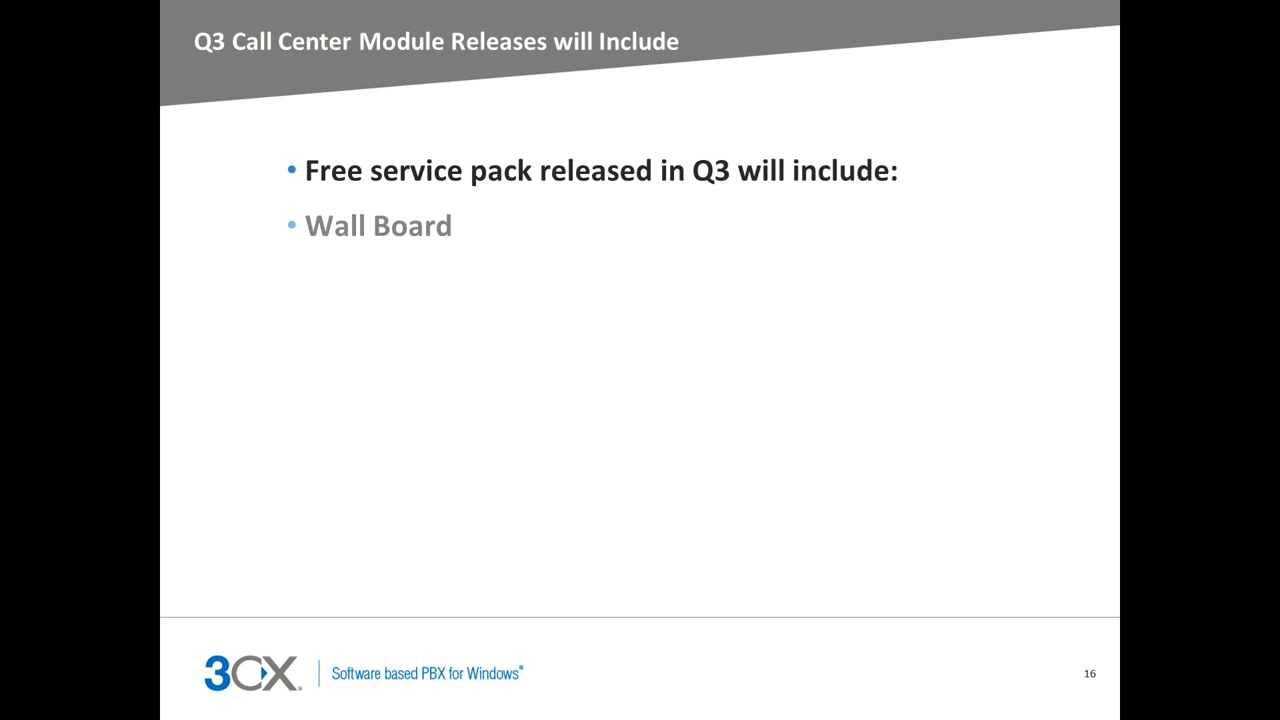 Q3 Call Center Module Releases will Include
• Free service pack released in Q3 will include:
• Wall Board
3CX® Software based PBX for Windows®
16